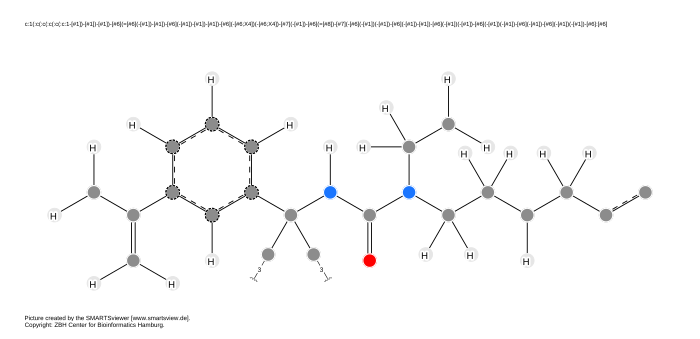 c:1(:c(:c(:c(:c(:c:1-[#1])-[#1])-[#1])-[#6](=[#6](-[#1])-[#1])-[#6](-[#1])-[#1])-[#1])-[#6](-[#6;X4])(-[#6;X4])-[#7](-[#1])-[#6](=[#8])-[#7](-[#6](-[#1])(-[#1])-[#6](-[#1])-[#1])-[#6](-[#1])(-[#1])-[#6](-[#1])(-[#1])-[#6](-[#1])-[#6](-[#1])(-[#1])-[#6]:[#6]
H H
H
H H
H H H H
H H H H
H
H H
H H
3 3
H H
Picture created by the SMARTSviewer [www.smartsview.de].
Copyright: ZBH Center for Bioinformatics Hamburg.